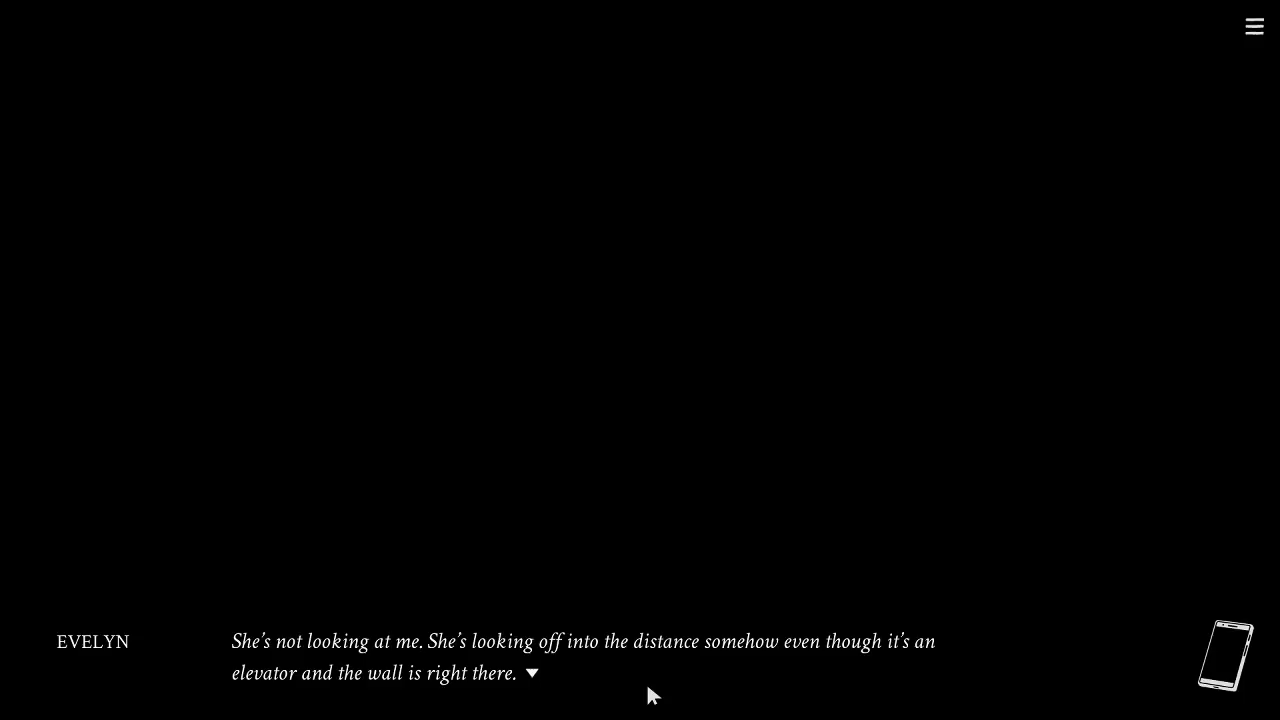 EVELYN
She’s not looking at me. She’s looking off into the distance somehow even though it’s an
elevator and the wall is right there.